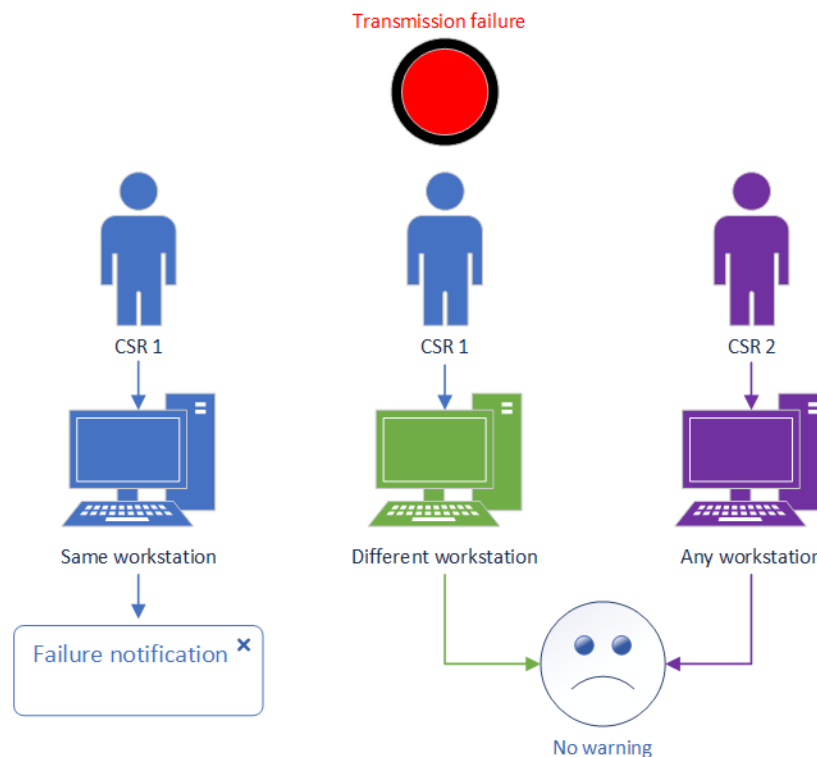 Transmission failure
CSR 1
CSR 1
CSR 2
Same workstation
Different workstation
Any workstation
Failure notification
No warning